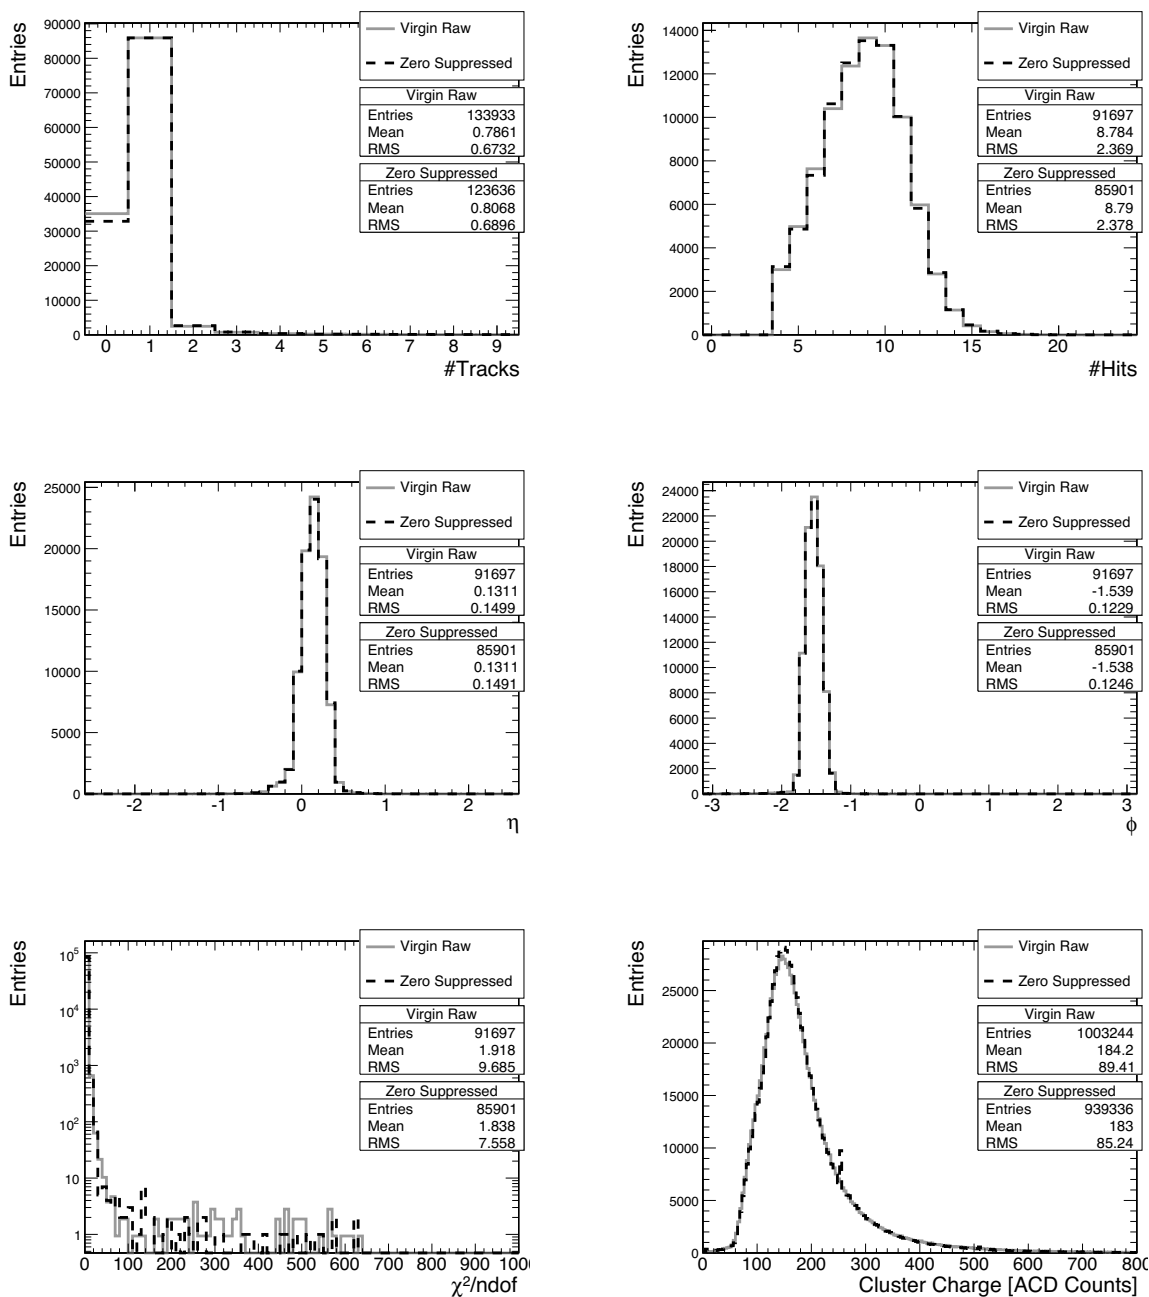 Entries
90000
80000
70000
60000
50000
40000
30000
20000
10000
0
0 1 2 3 4 5 6 7 8 9
#Tracks
Virgin Raw
Zero Suppressed
Virgin Raw
Entries 133933
Mean 0.7861
RMS 0.6732
Zero Suppressed
Entries 123636
Mean 0.8068
RMS 0.6896
Entries
14000
12000
10000
8000
6000
4000
2000
0
0 5 10 15 20
#Hits
Virgin Raw
Zero Suppressed
Virgin Raw
Entries 91697
Mean 8.784
RMS 2.369
Zero Suppressed
Entries 85901
Mean 8.79
RMS 2.378
Entries
25000
20000
15000
10000
5000
0
-2 -1 0 1 2
η
Virgin Raw
Zero Suppressed
Virgin Raw
Entries 91697
Mean 0.1311
RMS 0.1499
Zero Suppressed
Entries 85901
Mean 0.1311
RMS 0.1491
Entries
24000
22000
20000
18000
16000
14000
12000
10000
8000
6000
4000
2000
0
-3 -2 -1 0 1 2 3
ϕ
Virgin Raw
Zero Suppressed
Virgin Raw
Entries 91697
Mean -1.539
RMS 0.1229
Zero Suppressed
Entries 85901
Mean -1.538
RMS 0.1246
Entries
10⁵
10⁴
10³
10²
10
1
0 100 200 300 400 500 600 700 800 900 100
χ²/ndof
Virgin Raw
Zero Suppressed
Virgin Raw
Entries 91697
Mean 1.918
RMS 9.685
Zero Suppressed
Entries 85901
Mean 1.838
RMS 7.558
Entries
25000
20000
15000
10000
5000
0
0 100 200 300 400 500 600 700 800
Cluster Charge [ACD Counts]
Virgin Raw
Zero Suppressed
Virgin Raw
Entries 1003244
Mean 184.2
RMS 89.41
Zero Suppressed
Entries 939336
Mean 183
RMS 85.24